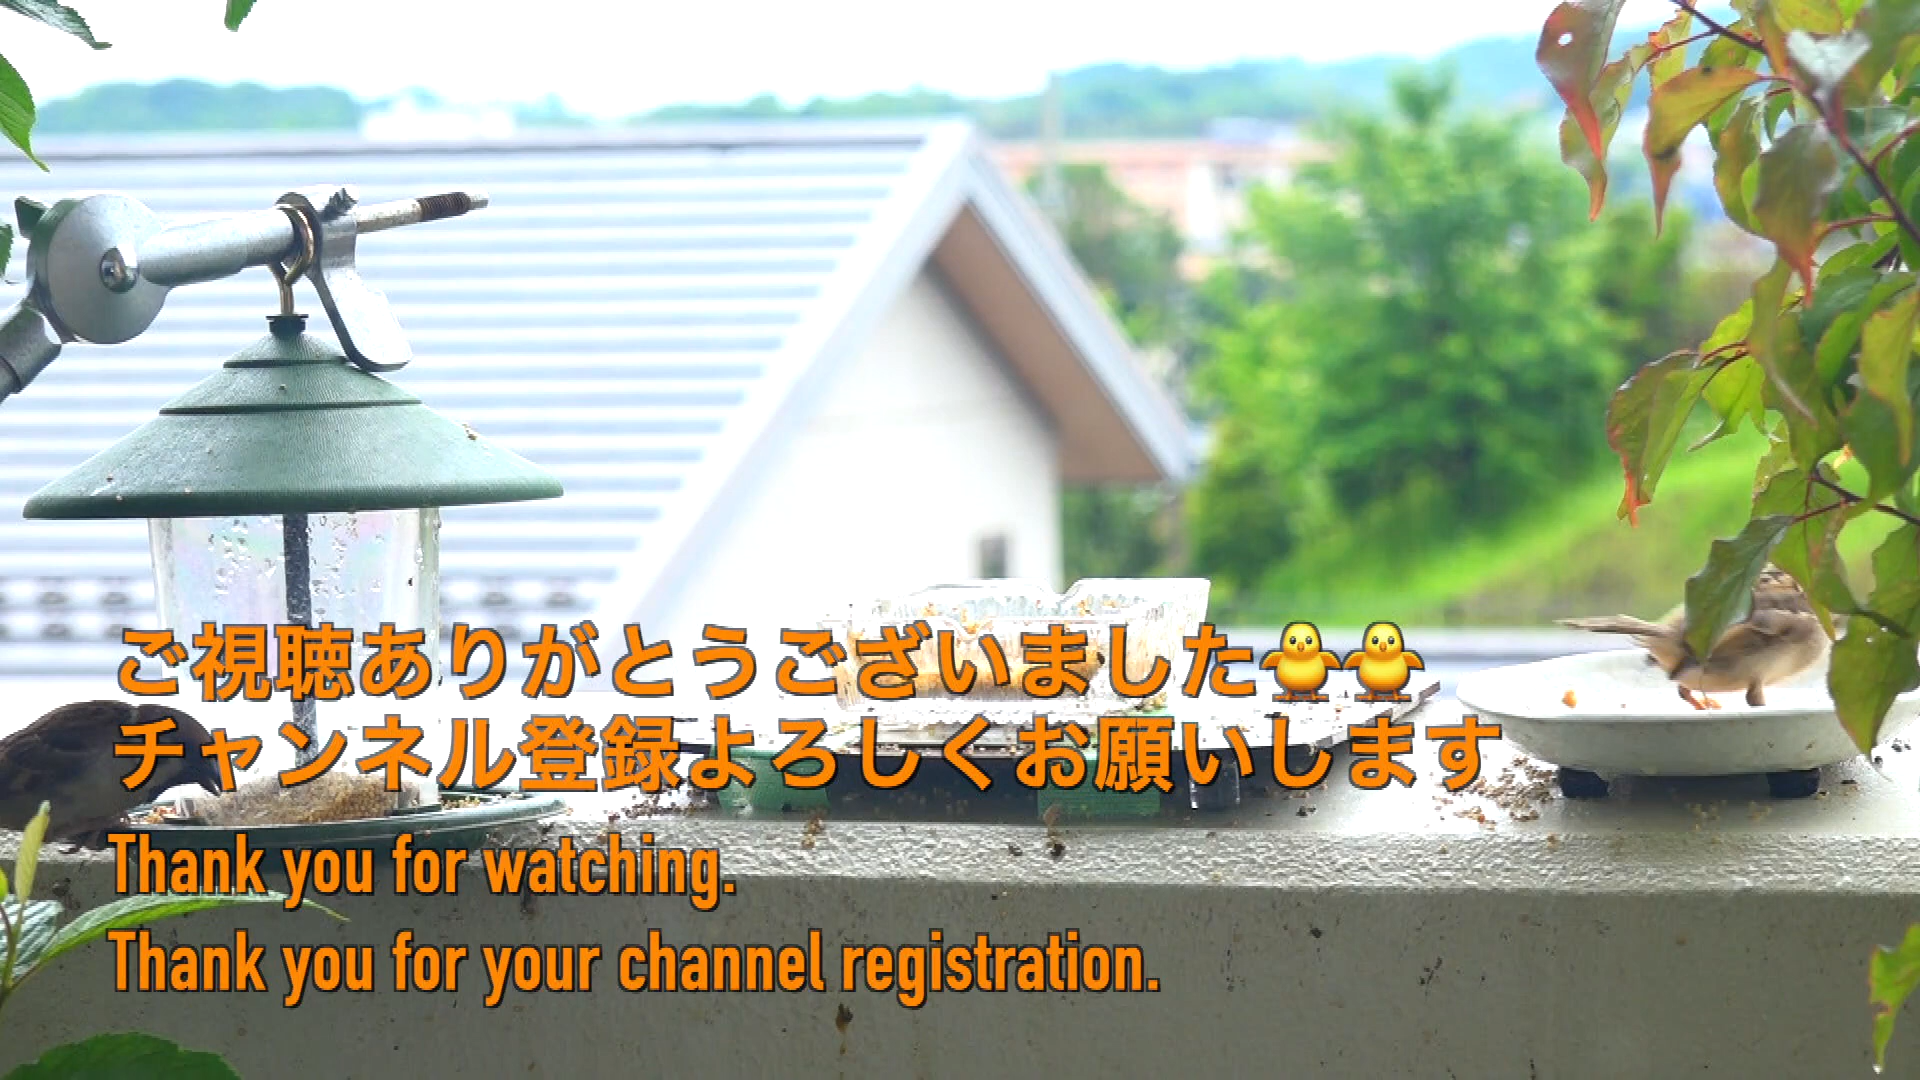 ご視聴ありがとうございました🐥🐥
チャンネル登録よろしくお願いします
Thank you for watching.
Thank you for your channel registration.